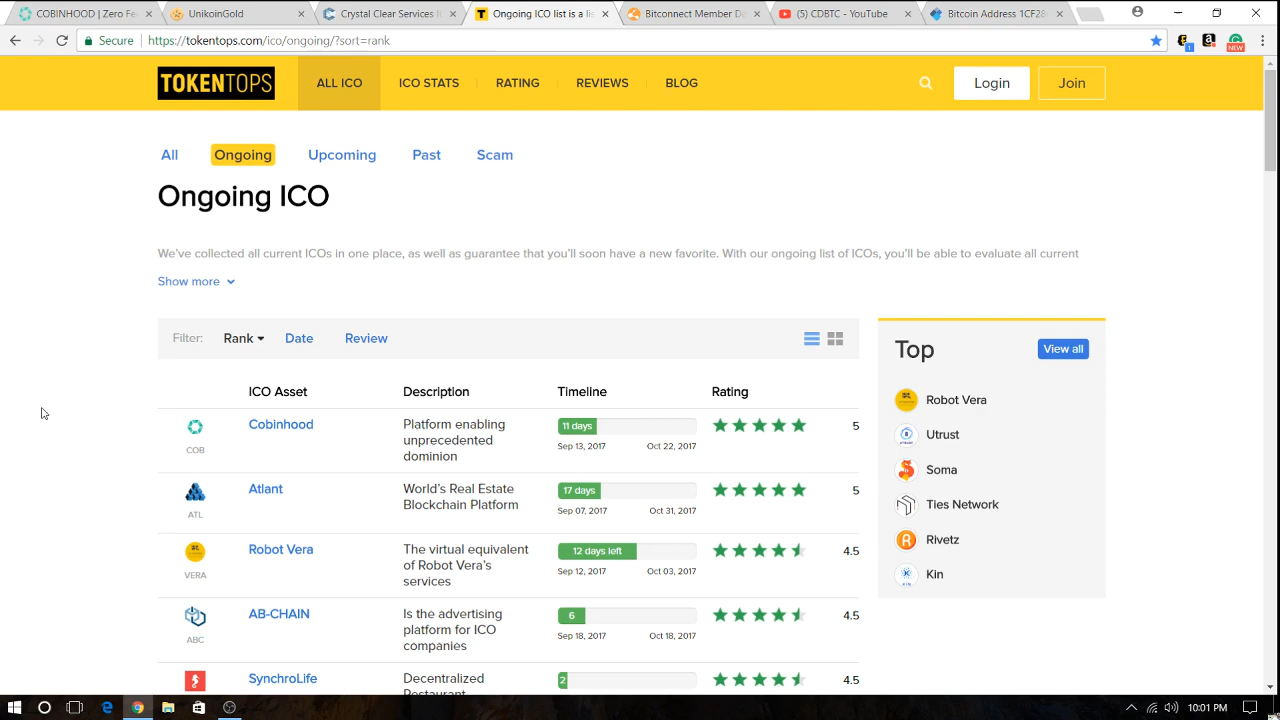 COBINHOOD | Zero Fe
UnikoinGold
Crystal Clear Services I
Ongoing ICO list is a lis
Bitconnect Member Da
(5) CDBTC - YouTube
Bitcoin Address 1CF28
Secure
https://tokentops.com/ico/ongoing/?sort=rank
1
NEW
TOKENTOPS
ALL ICO
ICO STATS
RATING
REVIEWS
BLOG
Login
Join
All
Ongoing
Upcoming
Past
Scam
Ongoing ICO
We've collected all current ICOs in one place, as well as guarantee that you'll soon have a new favorite. With our ongoing list of ICOs, you'll be able to evaluate all current
Show more
Filter:
Rank
Date
Review
ICO Asset
Description
Timeline
Rating
COB
Cobinhood
Platform enabling
unprecedented
dominion
11 days
Sep 13, 2017
Oct 22, 2017
5
ATL
Atlant
World's Real Estate
Blockchain Platform
17 days
Sep 07, 2017
Oct 31, 2017
5
VERA
Robot Vera
The virtual equivalent
of Robot Vera's
services
12 days left
Sep 12, 2017
Oct 03, 2017
4.5
ABC
AB-CHAIN
Is the advertising
platform for ICO
companies
6
Sep 18, 2017
Oct 18, 2017
4.5
SynchroLife
Decentralized
Restaurant
2
4.5
Top
View all
Robot Vera
Utrust
Soma
Ties Network
Rivetz
Kin
10:01 PM